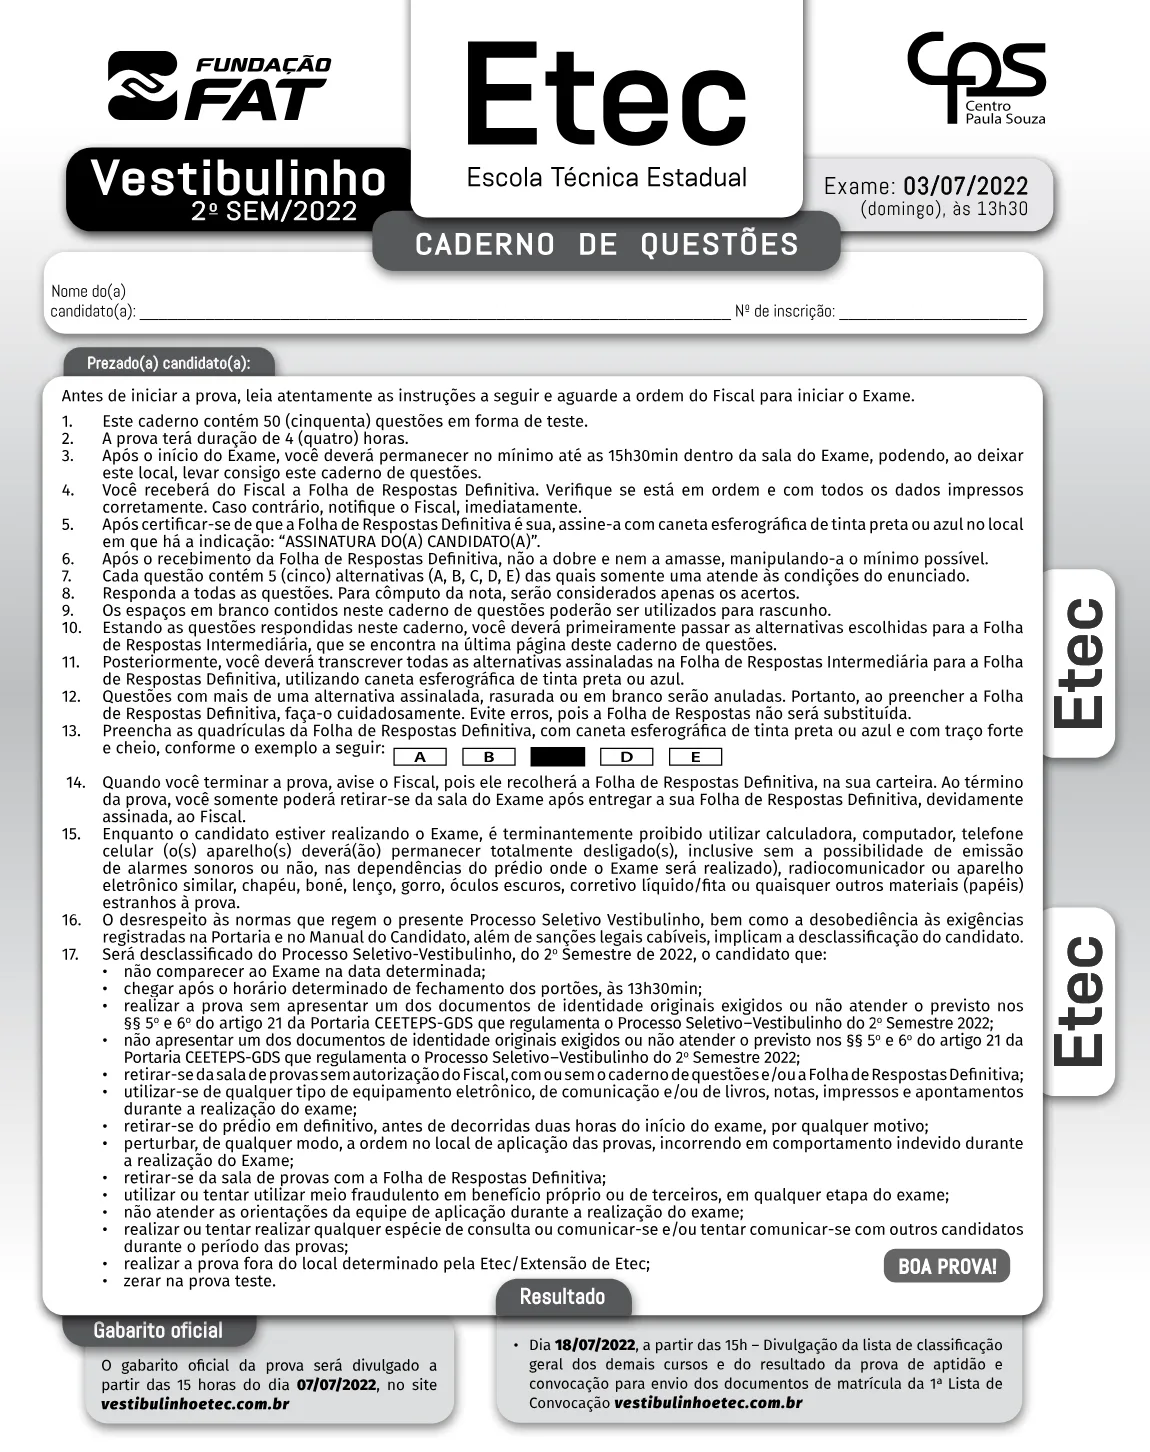 FUNDAÇÃO
FAT
Etec
Escola Técnica Estadual
CPS
Centro
Paula Souza
Vestibulinho
2º SEM/2022
Exame: 03/07/2022
(domingo), às 13h30
CADERNO DE QUESTÕES
Nome do(a)
candidato(a): ________________ Nº de inscrição: ________________
Prezado(a) candidato(a):
Antes de iniciar a prova, leia atentamente as instruções a seguir e aguarde a ordem do Fiscal para iniciar o Exame.
1. Este caderno contém 50 (cinquenta) questões em forma de teste.
2. A prova terá duração de 4 (quatro) horas.
3. Após o início do Exame, você deverá permanecer no mínimo até as 15h30min dentro da sala do Exame, podendo, ao deixar
este local, levar consigo este caderno de questões.
4. Você receberá do Fiscal a Folha de Respostas Definitiva. Verifique se está em ordem e com todos os dados impressos
corretamente. Caso contrário, notifique o Fiscal, imediatamente.
5. Após certificar-se de que a Folha de Respostas Definitiva é sua, assine-a com caneta esferográfica de tinta preta ou azul no local
em que há a indicação: “ASSINATURA DO(A) CANDIDATO(A)”.
6. Após o recebimento da Folha de Respostas Definitiva, não a dobre e nem a amasse, manipulando-a o mínimo possível.
7. Cada questão contém 5 (cinco) alternativas (A, B, C, D, E) das quais somente uma atende às condições do enunciado.
8. Responda a todas as questões. Para cômputo da nota, serão considerados apenas os acertos.
9. Os espaços em branco contidos neste caderno de questões poderão ser utilizados para rascunho.
10. Estando as questões respondidas neste caderno, você deverá primeiramente passar as alternativas escolhidas para a Folha
de Respostas Intermediária, que se encontra na última página deste caderno de questões.
11. Posteriormente, você deverá transcrever todas as alternativas assinaladas na Folha de Respostas Intermediária para a Folha
de Respostas Definitiva, utilizando caneta esferográfica de tinta preta ou azul.
12. Questões com mais de uma alternativa assinalada, rasurada ou em branco serão anuladas. Portanto, ao preencher a Folha
de Respostas Definitiva, faça-o cuidadosamente. Evite erros, pois a Folha de Respostas não será substituída.
13. Preencha as quadrículas da Folha de Respostas Definitiva, com caneta esferográfica de tinta preta ou azul e com traço forte
e cheio, conforme o exemplo a seguir: A B D E
14. Quando você terminar a prova, avise o Fiscal, pois ele recolherá a Folha de Respostas Definitiva, na sua carteira. Ao término
da prova, você somente poderá retirar-se da sala do Exame após entregar a sua Folha de Respostas Definitiva, devidamente
assinada, ao Fiscal.
15. Enquanto o candidato estiver realizando o Exame, é terminantemente proibido utilizar calculadora, computador, telefone
celular (o(s) aparelho(s) deverá(ão) permanecer totalmente desligado(s), inclusive sem a possibilidade de emissão
de alarmes sonoros ou não, nas dependências do prédio onde o Exame será realizado), radiocomunicador ou aparelho
eletrônico similar, chapéu, boné, lenço, gorro, óculos escuros, corretivo líquido/fita ou quaisquer outros materiais (papéis)
estranhos à prova.
16. O desrespeito às normas que regem o presente Processo Seletivo Vestibulinho, bem como a desobediência às exigências
registradas na Portaria e no Manual do Candidato, além de sanções legais cabíveis, implicam a desclassificação do candidato.
17. Será desclassificado do Processo Seletivo-Vestibulinho, do 2º Semestre de 2022, o candidato que:
• não comparecer ao Exame na data determinada;
• chegar após o horário determinado de fechamento dos portões, às 13h30min;
• realizar a prova sem apresentar um dos documentos de identidade originais exigidos ou não atender o previsto nos
§§ 5º e 6º do artigo 21 da Portaria CEETEPS-GDS que regulamenta o Processo Seletivo–Vestibulinho do 2º Semestre 2022;
• não apresentar um dos documentos de identidade originais exigidos ou não atender o previsto nos §§ 5º e 6º do artigo 21 da
Portaria CEETEPS-GDS que regulamenta o Processo Seletivo–Vestibulinho do 2º Semestre 2022;
• retirar-se da sala de provas sem autorização do Fiscal, com ou sem o caderno de questões e/ou a Folha de Respostas Definitiva;
• utilizar-se de qualquer tipo de equipamento eletrônico, de comunicação e/ou de livros, notas, impressos e apontamentos
durante a realização do exame;
• retirar-se do prédio em definitivo, antes de decorridas duas horas do início do exame, por qualquer motivo;
• perturbar, de qualquer modo, a ordem no local de aplicação das provas, incorrendo em comportamento indevido durante
a realização do Exame;
• retirar-se da sala de provas com a Folha de Respostas Definitiva;
• utilizar ou tentar utilizar meio fraudulento em benefício próprio ou de terceiros, em qualquer etapa do exame;
• não atender as orientações da equipe de aplicação durante a realização do exame;
• realizar ou tentar realizar qualquer espécie de consulta ou comunicar-se e/ou tentar comunicar-se com outros candidatos
durante o período das provas;
• realizar a prova fora do local determinado pela Etec/Extensão de Etec;
• zerar na prova teste.
BOA PROVA!
Etec
Etec
Gabarito oficial
O gabarito oficial da prova será divulgado a
partir das 15 horas do dia 07/07/2022, no site
vestibulinhoetec.com.br
Resultado
• Dia 18/07/2022, a partir das 15h – Divulgação da lista de classificação
geral dos demais cursos e do resultado da prova de aptidão e
convocação para envio dos documentos de matrícula da 1ª Lista de
Convocação vestibulinhoetec.com.br